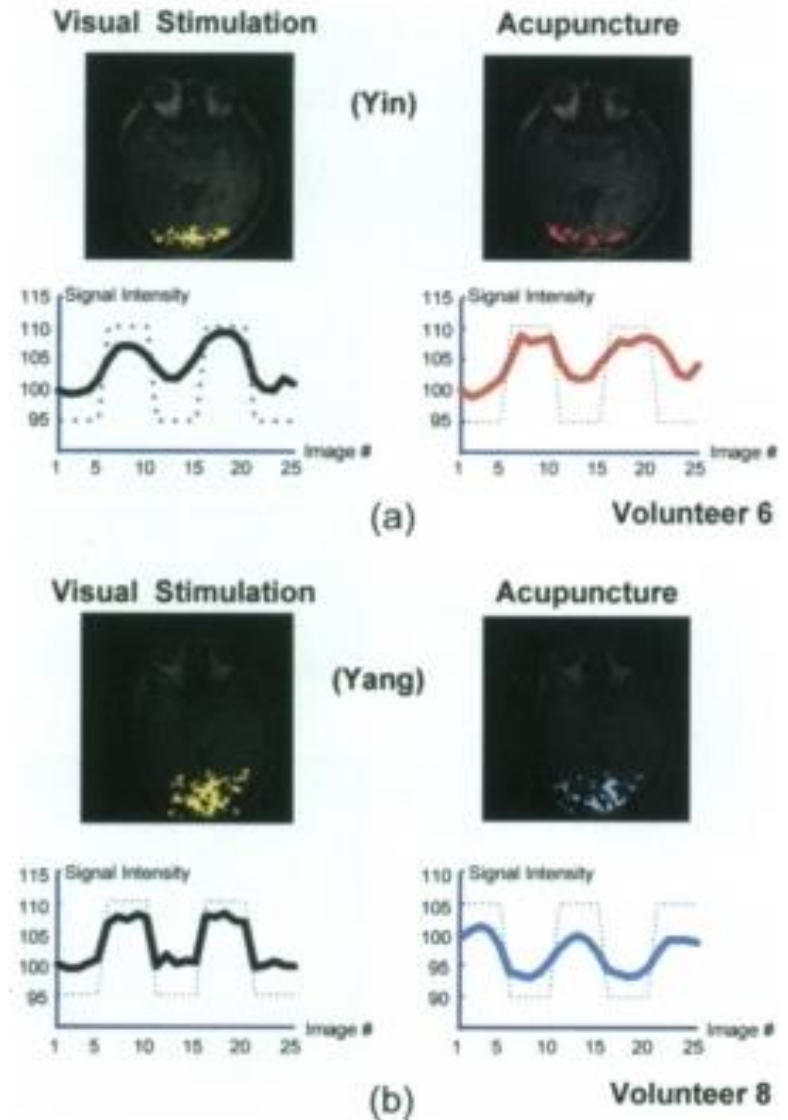 Visual Stimulation
Acupuncture
(Yin)
115
Signal Intensity
110
105
100
95
Image #
1 5 10 15 20 25
115
Signal Intensity
110
105
100
95
Image #
1 5 10 15 20 25
(a)
Volunteer 6
Visual Stimulation
Acupuncture
(Yang)
115
Signal Intensity
110
105
100
95
Image #
1 5 10 15 20 25
110
Signal Intensity
105
100
95
90
Image #
1 5 10 15 20 25
(b)
Volunteer 8